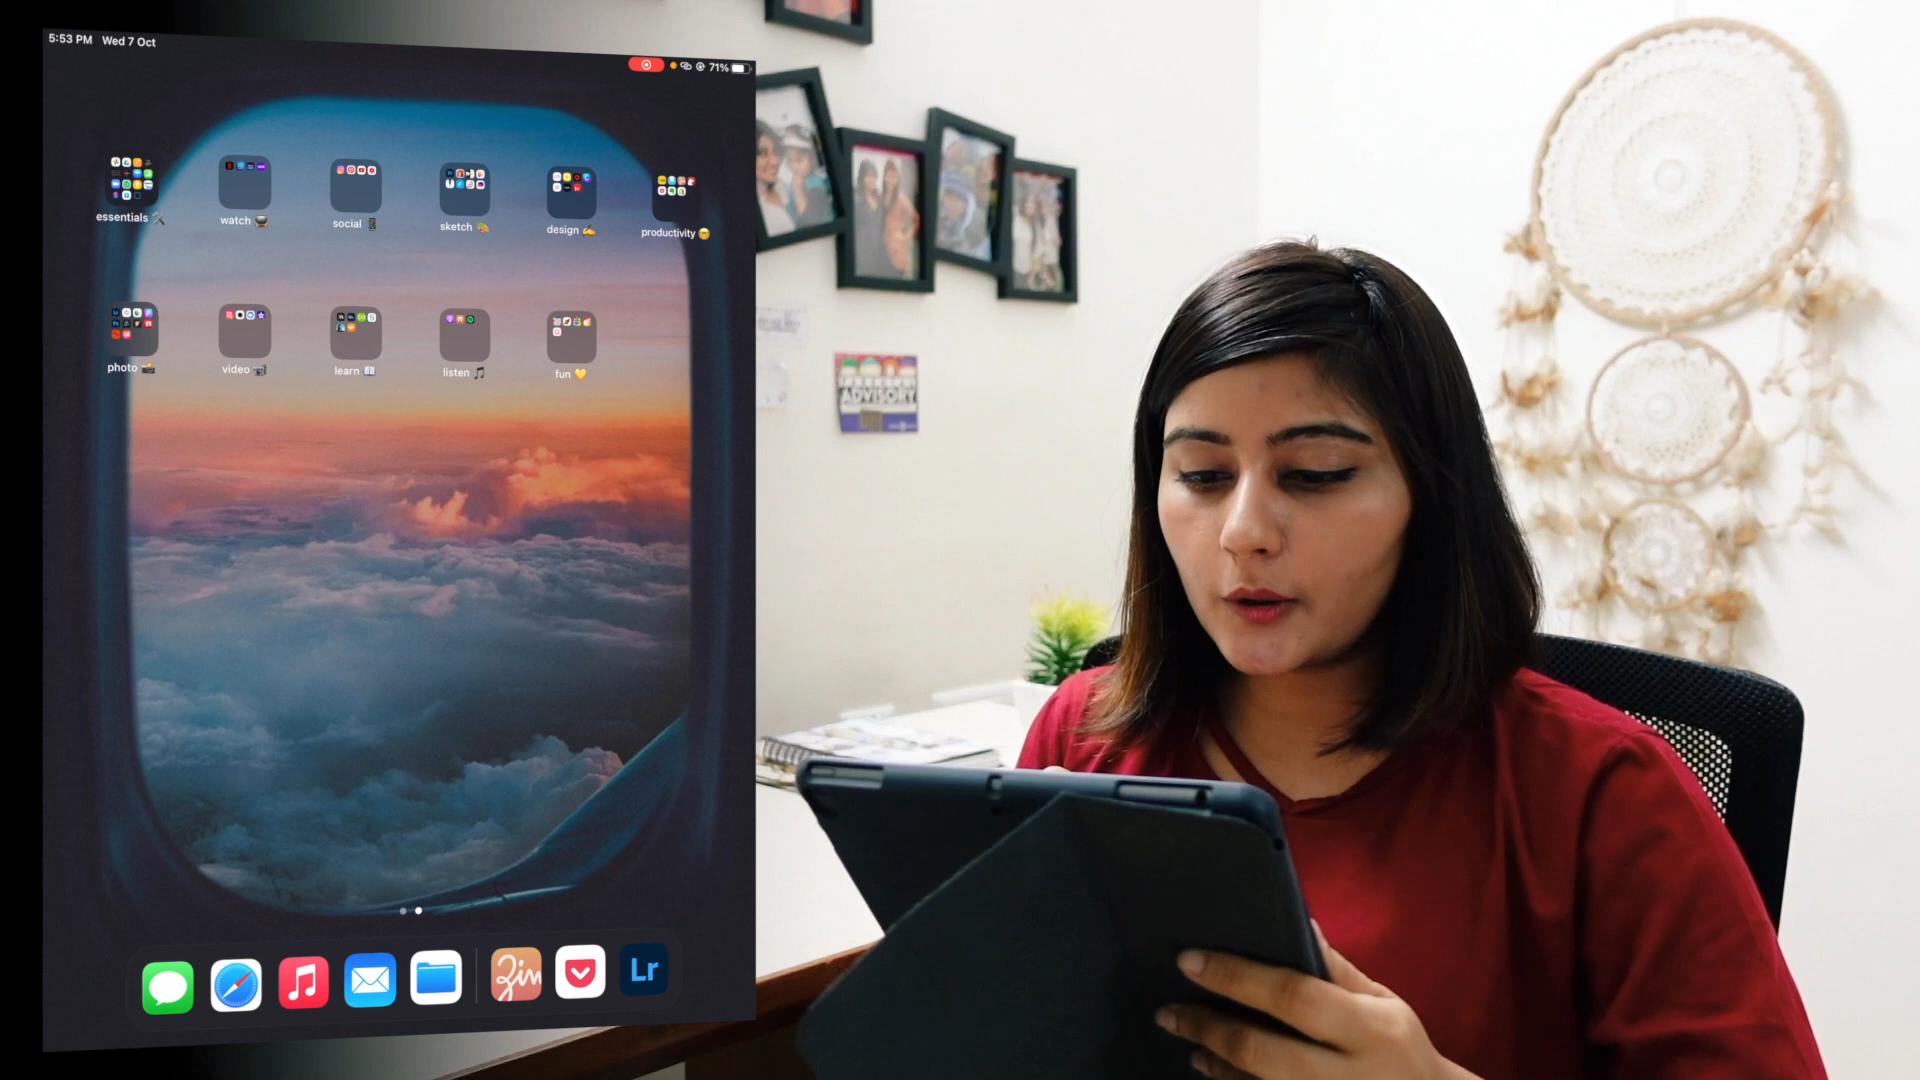 5:53 PM Wed 7 Oct
71%
essentials 🛠
watch 📺
social 📱
sketch 🎨
design ✍
productivity 🤓
photo 📸
video 📹
learn 📖
listen 🎵
fun 💛
Zin
Lr
ADVISORY